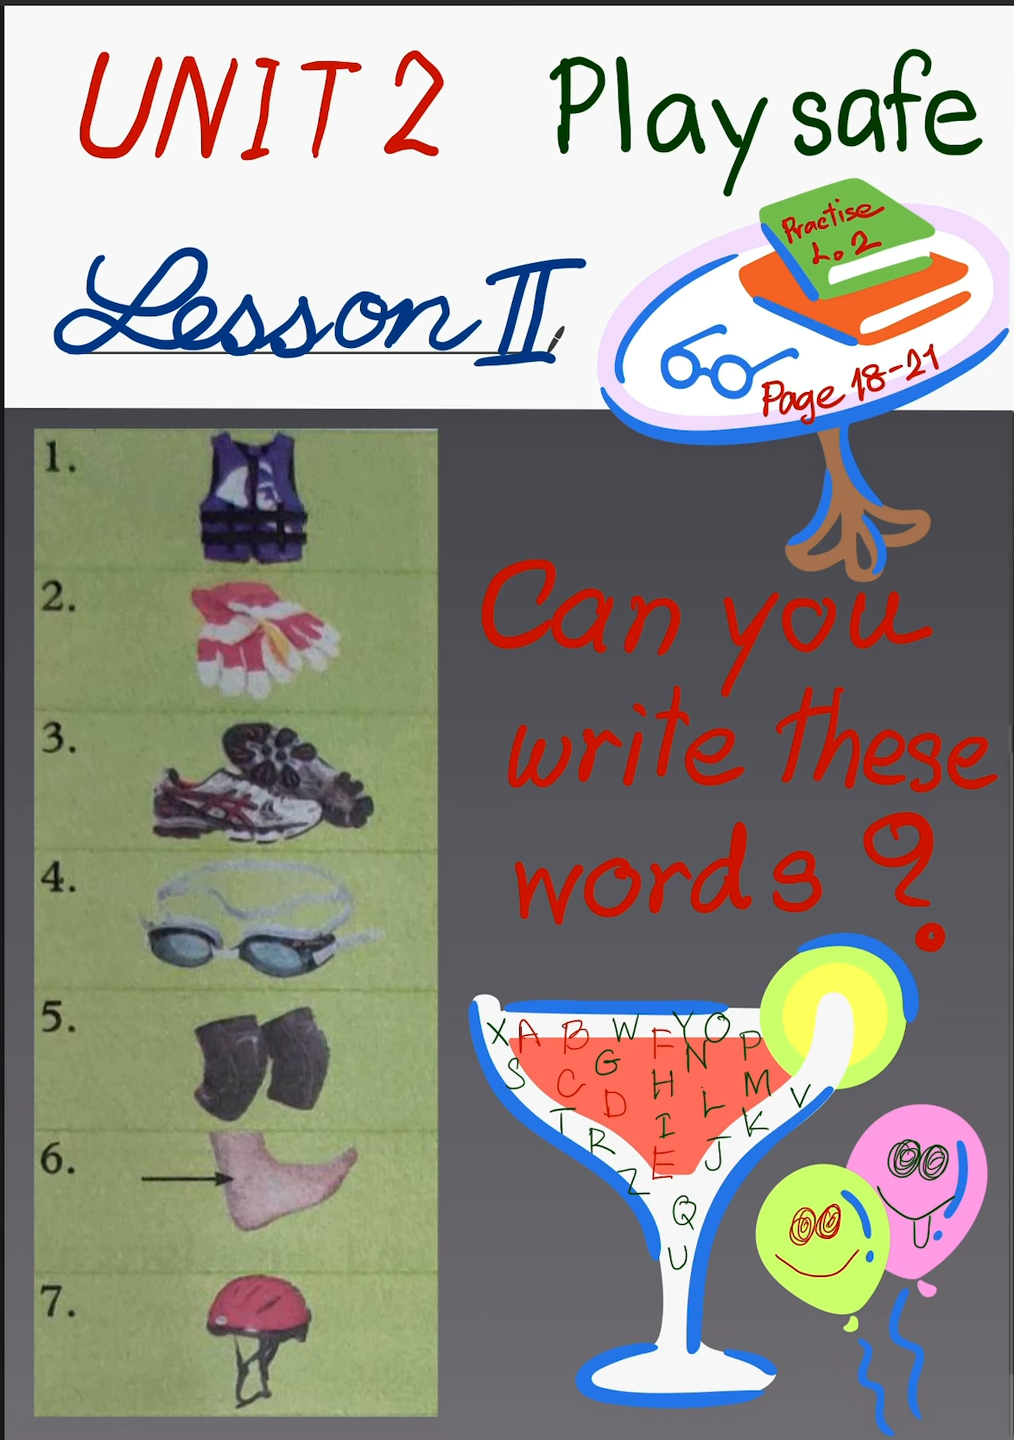 UNIT 2 Play safe
Lesson II
Practise
L. 2
Page 18-21
1.
2.
3.
4.
5.
6.
7.
Can you
write these
words?
X A B W F Y O P
S C G H N M
D I L V
T R E J K
Z Q
U